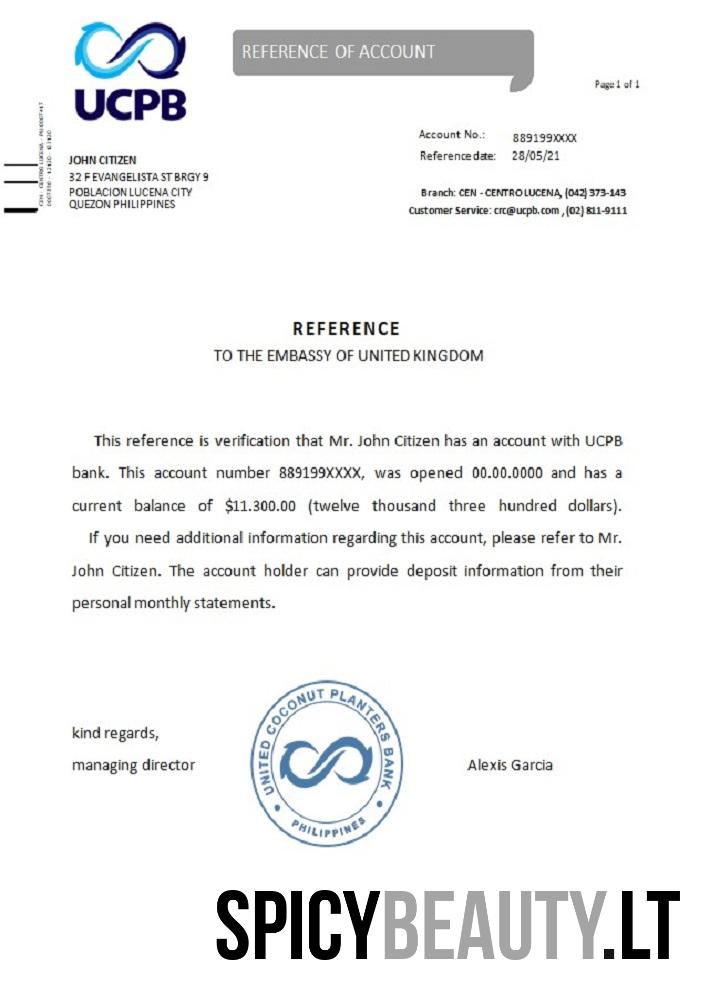 UCPB
REFERENCE OF ACCOUNT
Page 1 of 1
Account No.: 889199XXXX
Reference date: 28/05/21
JOHN CITIZEN
32 F EVANGELISTA ST BRGY 9
POBLACION LUCENA CITY
QUEZON PHILIPPINES
Branch: CEN - CENTRO LUCENA, (042) 373-143
Customer Service: crc@ucpb.com , (02) 811-9111
REFERENCE
TO THE EMBASSY OF UNITED KINGDOM
This reference is verification that Mr. John Citizen has an account with UCPB
bank. This account number 889199XXXX, was opened 00.00.0000 and has a
current balance of $11.300.00 (twelve thousand three hundred dollars).
If you need additional information regarding this account, please refer to Mr.
John Citizen. The account holder can provide deposit information from their
personal monthly statements.
kind regards,
managing director
UNITED COCONUT PLANTERS BANK
PHILIPPINES
Alexis Garcia
SPICYBEAUTY.LT